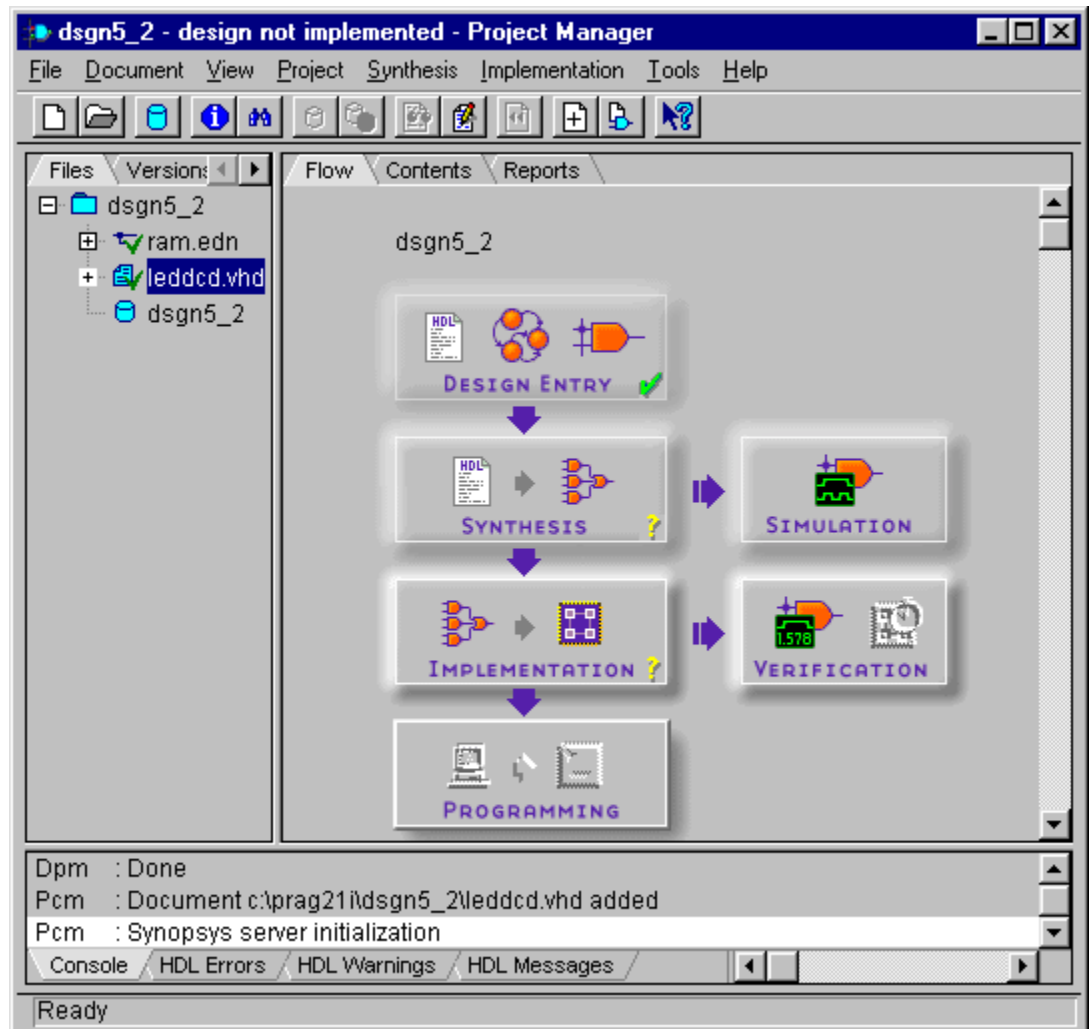 dsgn5_2 - design not implemented - Project Manager
File Document View Project Synthesis Implementation Tools Help
Files Versions
Flow Contents Reports
dsgn5_2
ram.edn
leddcd.vhd
dsgn5_2
dsgn5_2
HDL
DESIGN ENTRY
HDL
SYNTHESIS ?
SIMULATION
IMPLEMENTATION ?
1.578
VERIFICATION
PROGRAMMING
Dpm : Done
Pcm : Document c:\prag21i\dsgn5_2\leddcd.vhd added
Pcm : Synopsys server initialization
Console HDL Errors HDL Warnings HDL Messages
Ready